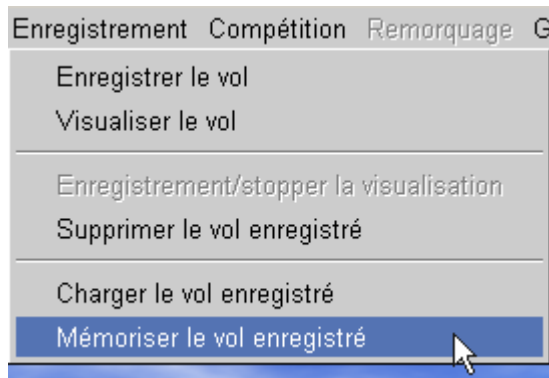 Enregistrement Compétition Remorquage G
Enregistrer le vol
Visualiser le vol
Enregistrement/stopper la visualisation
Supprimer le vol enregistré
Charger le vol enregistré
Mémoriser le vol enregistré